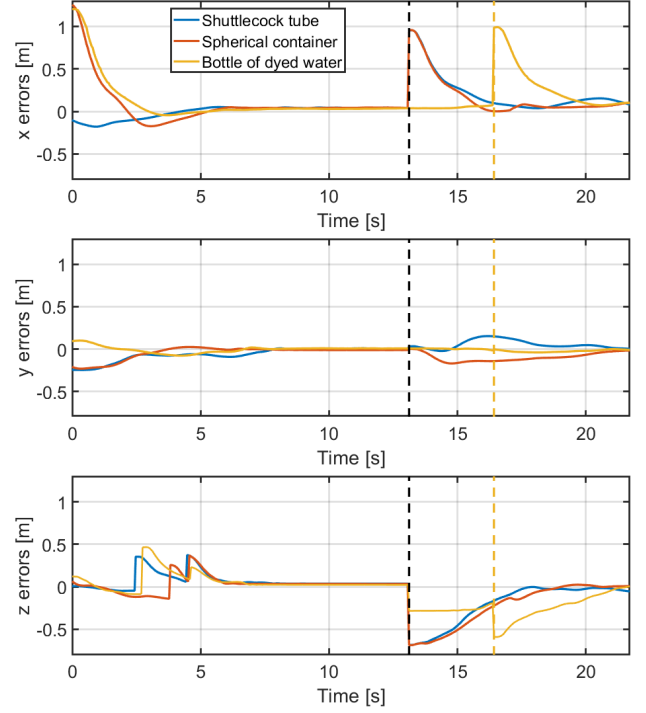 1
0.5
0
-0.5
x errors [m]
Shuttlecock tube
Spherical container
Bottle of dyed water
0 5 10 15 20
Time [s]
1
0.5
0
-0.5
y errors [m]
0 5 10 15 20
Time [s]
1
0.5
0
-0.5
z errors [m]
0 5 10 15 20
Time [s]